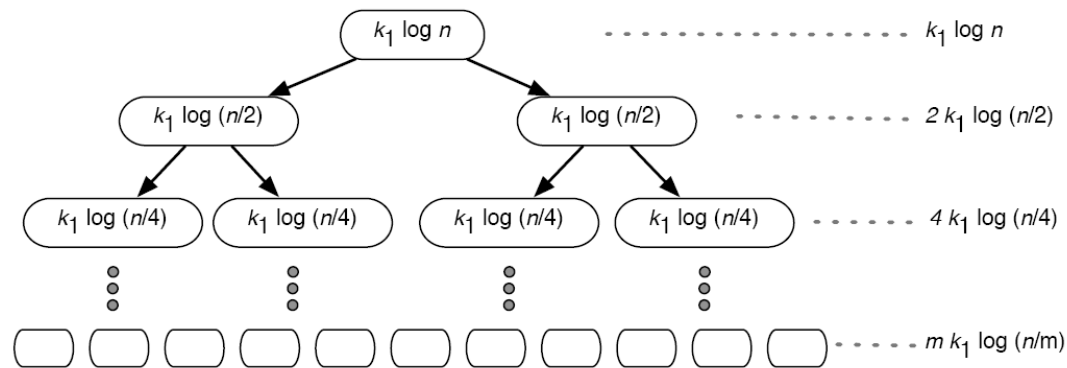 k₁ log n
k₁ log n
k₁ log (n/2)
k₁ log (n/2)
2 k₁ log (n/2)
k₁ log (n/4)
k₁ log (n/4)
k₁ log (n/4)
k₁ log (n/4)
4 k₁ log (n/4)
m k₁ log (n/m)